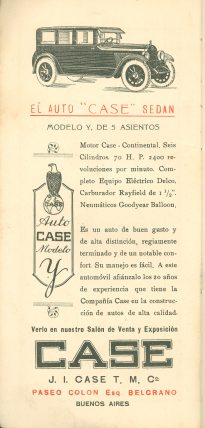 EL AUTO "CASE" SEDAN
MODELO Y, DE 5 ASIENTOS
Motor Case - Continental. Seis
Cilindros. 70 H. P. 2400 re-
voluciones por minuto. Com-
pleto Equipo Eléctrico Delco.
Carburador Rayfield de 1 ½".
Neumáticos Goodyear Balloon.
CASE
Auto
CASE
Modelo
Y
Es un auto de buen gusto y
de alta distinción, regiamente
terminado y de un notable con-
fort. Su manejo es fácil. A este
automóvil afiánzalo los 20 años
de experiencia que tiene la
Compañía Case en la construc-
ción de autos de alta calidad.
Verlo en nuestro Salón de Venta y Exposición
CASE
J. I. CASE T. M. Co
PASEO COLON Esq BELGRANO
BUENOS AIRES